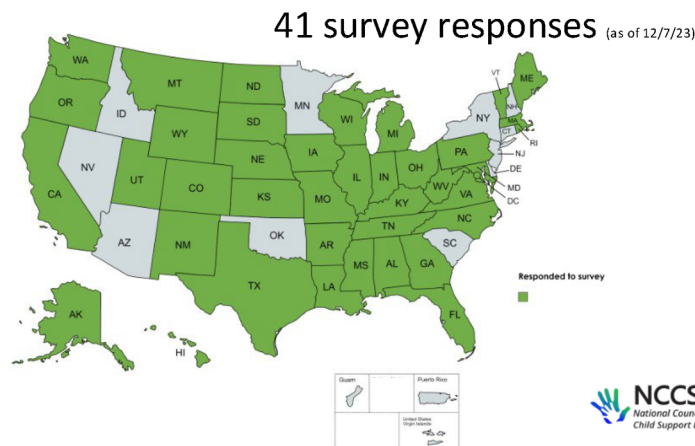 41 survey responses (as of 12/7/23)
WA
MT
ND
MN
VT
ME
OR
ID
SD
WI
MI
NY
NH
MA
CT
RI
WY
NE
IA
PA
NJ
NV
UT
CO
KS
MO
IL
IN
OH
WV
VA
DE
MD
DC
CA
KY
NC
AZ
NM
OK
AR
TN
SC
TX
LA
MS
AL
GA
FL
AK
HI
Responded to survey
Guam
Puerto Rico
United States
Virgin Islands
NCCS
National Counc
Child Support